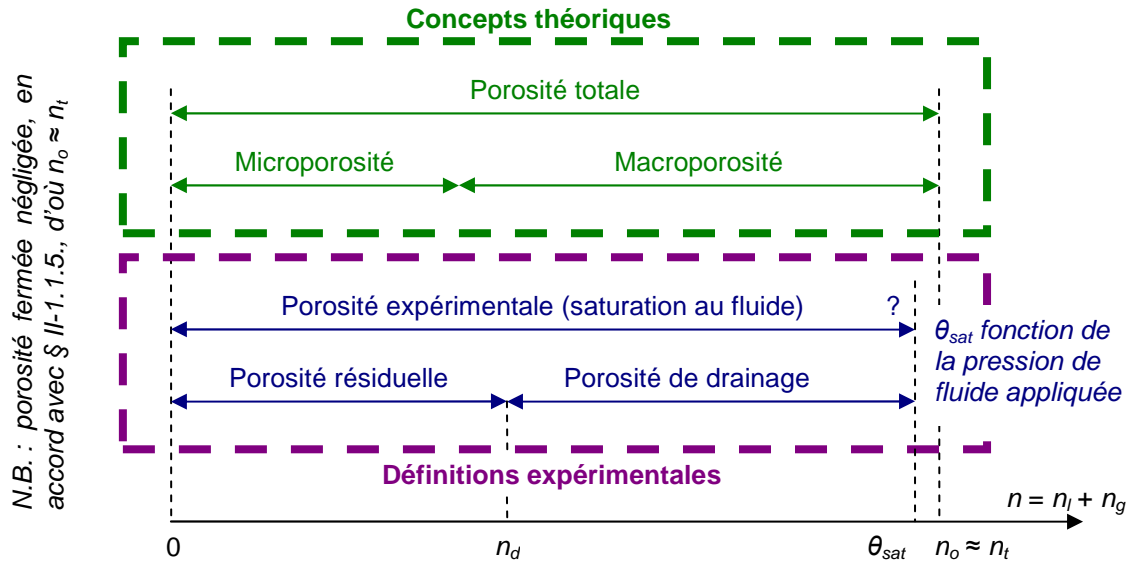 Concepts théoriques
N.B. : porosité fermée négligée, en
accord avec § II-1.1.5., d'où nₒ ≈ nₜ
Porosité totale
Microporosité Macroporosité
Porosité expérimentale (saturation au fluide) ?
θsat fonction de
la pression de
fluide appliquée
Porosité résiduelle Porosité de drainage
Définitions expérimentales
n = nl + ng
0 nd θsat no ≈ nt